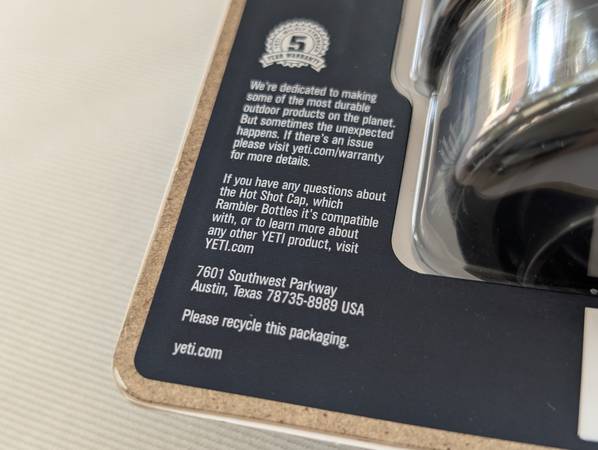 5
YEAR WARRANTY
We're dedicated to making
some of the most durable
outdoor products on the planet.
But sometimes the unexpected
happens. If there's an issue
please visit yeti.com/warranty
for more details.
If you have any questions about
the Hot Shot Cap, which
Rambler Bottles it's compatible
with, or to learn more about
any other YETI product, visit
YETI.com
7601 Southwest Parkway
Austin, Texas 78735-8989 USA
Please recycle this packaging.
yeti.com